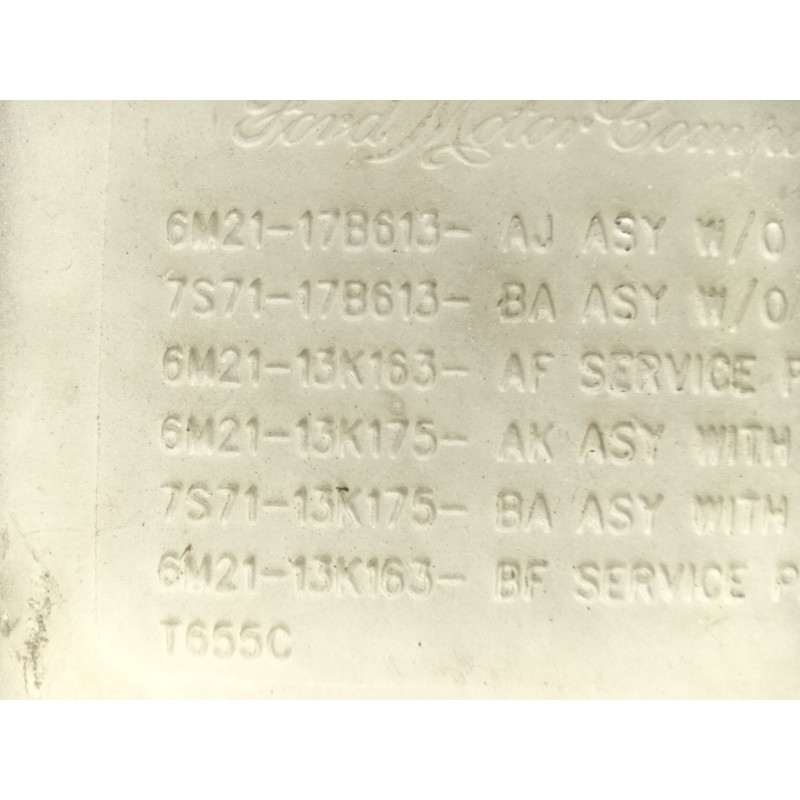 Ford Motor Compa
6M21-17B613- AJ ASY W/O
7S71-17B613- BA ASY W/O
6M21-13K163- AF SERVICE P
6M21-13K175- AK ASY WITH
7S71-13K175- BA ASY WITH
6M21-13K163- BF SERVICE P
T655C